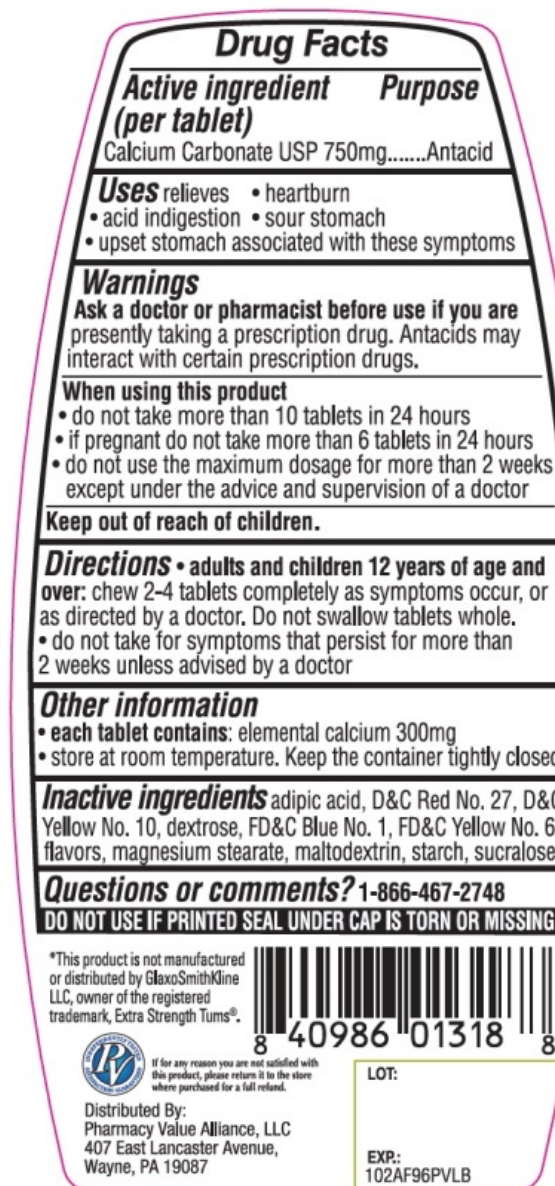 Drug Facts
Active ingredient Purpose
(per tablet)
Calcium Carbonate USP 750mg.......Antacid
Uses relieves • heartburn
• acid indigestion • sour stomach
• upset stomach associated with these symptoms
Warnings
Ask a doctor or pharmacist before use if you are
presently taking a prescription drug. Antacids may
interact with certain prescription drugs.
When using this product
• do not take more than 10 tablets in 24 hours
• if pregnant do not take more than 6 tablets in 24 hours
• do not use the maximum dosage for more than 2 weeks
except under the advice and supervision of a doctor
Keep out of reach of children.
Directions • adults and children 12 years of age and
over: chew 2-4 tablets completely as symptoms occur, or
as directed by a doctor. Do not swallow tablets whole.
• do not take for symptoms that persist for more than
2 weeks unless advised by a doctor
Other information
• each tablet contains: elemental calcium 300mg
• store at room temperature. Keep the container tightly closed
Inactive ingredients adipic acid, D&C Red No. 27, D&C
Yellow No. 10, dextrose, FD&C Blue No. 1, FD&C Yellow No. 6
flavors, magnesium stearate, maltodextrin, starch, sucralose
Questions or comments? 1-866-467-2748
DO NOT USE IF PRINTED SEAL UNDER CAP IS TORN OR MISSING
*This product is not manufactured
or distributed by GlaxoSmithKline
LLC, owner of the registered
trademark, Extra Strength Tums®.
8 40986 01318 8
PV
If for any reason you are not satisfied with
this product, please return it to the store
where purchased for a full refund.
Distributed By:
Pharmacy Value Alliance, LLC
407 East Lancaster Avenue,
Wayne, PA 19087
LOT:
EXP.:
102AF96PVLB